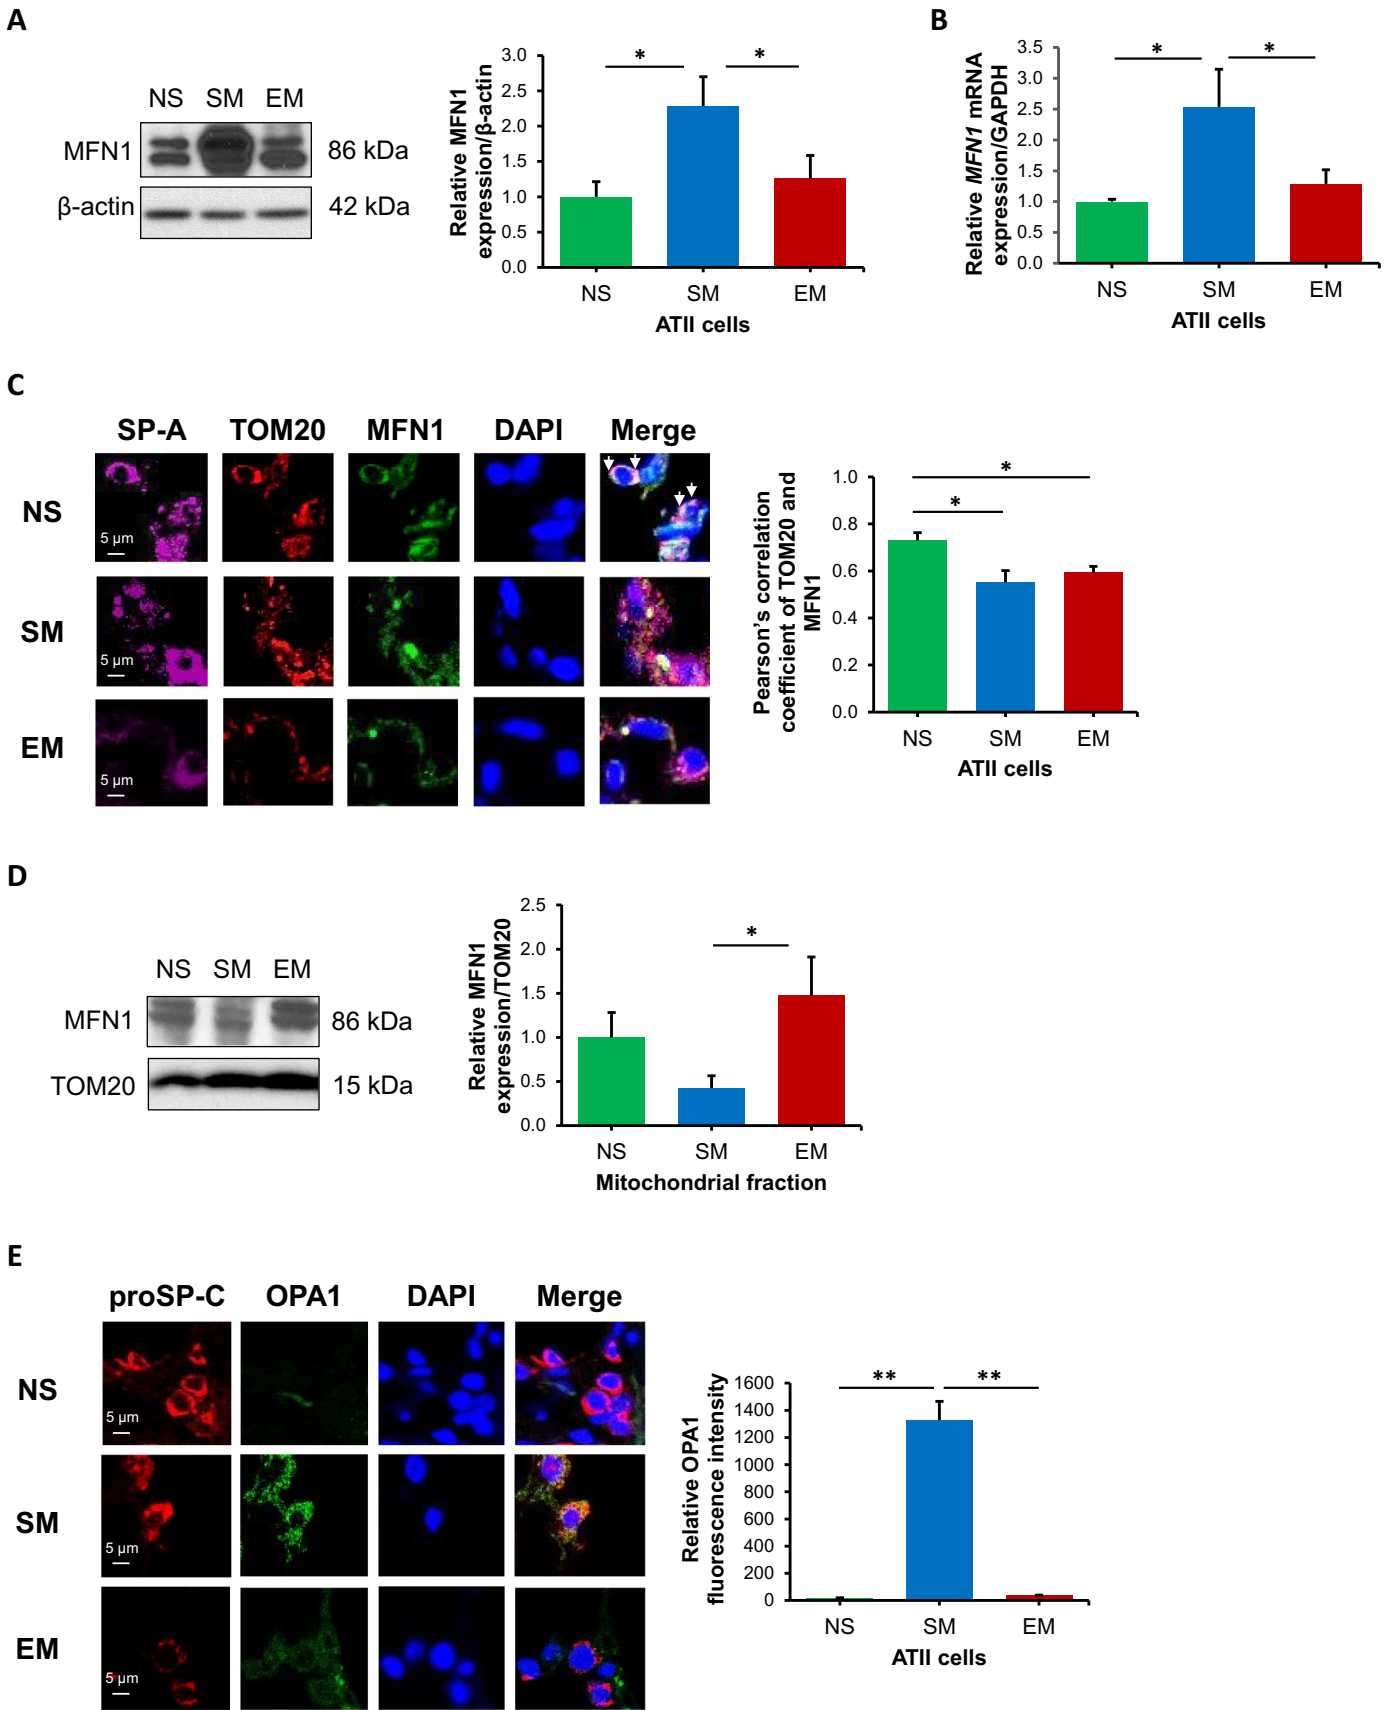 A
NS SM EM
MFN1 86 kDa
β-actin 42 kDa
Relative MFN1
expression/β-actin
3.0
2.5
2.0
1.5
1.0
0.5
0.0
* *
NS SM EM
ATII cells
B
Relative MFN1 mRNA
expression/GAPDH
3.5
3.0
2.5
2.0
1.5
1.0
0.5
0.0
* *
NS SM EM
ATII cells
C
SP-A TOM20 MFN1 DAPI Merge
NS
5 µm
SM
5 µm
EM
5 µm
Pearson's correlation
coefficient of TOM20 and
MFN1
1.0
0.8
0.6
0.4
0.2
0.0
*
*
NS SM EM
ATII cells
D
NS SM EM
MFN1 86 kDa
TOM20 15 kDa
Relative MFN1
expression/TOM20
2.5
2.0
1.5
1.0
0.5
0.0
*
NS SM EM
Mitochondrial fraction
E
proSP-C OPA1 DAPI Merge
NS
5 µm
SM
5 µm
EM
5 µm
Relative OPA1
fluorescence intensity
1600
1400
1200
1000
800
600
400
200
0
** **
NS SM EM
ATII cells